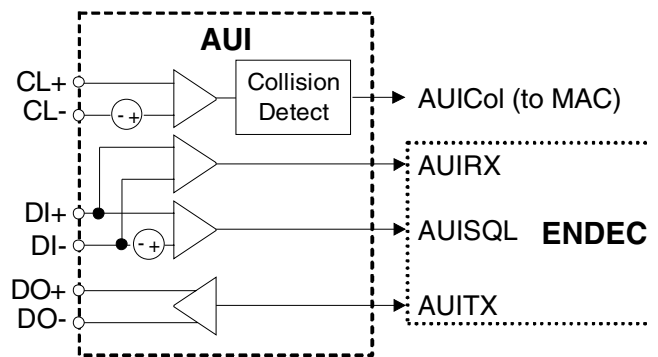 AUI
CL+
CL-
- +
Collision
Detect
AUICol (to MAC)
AUIRX
DI+
DI-
- +
AUISQL
ENDEC
DO+
DO-
AUITX